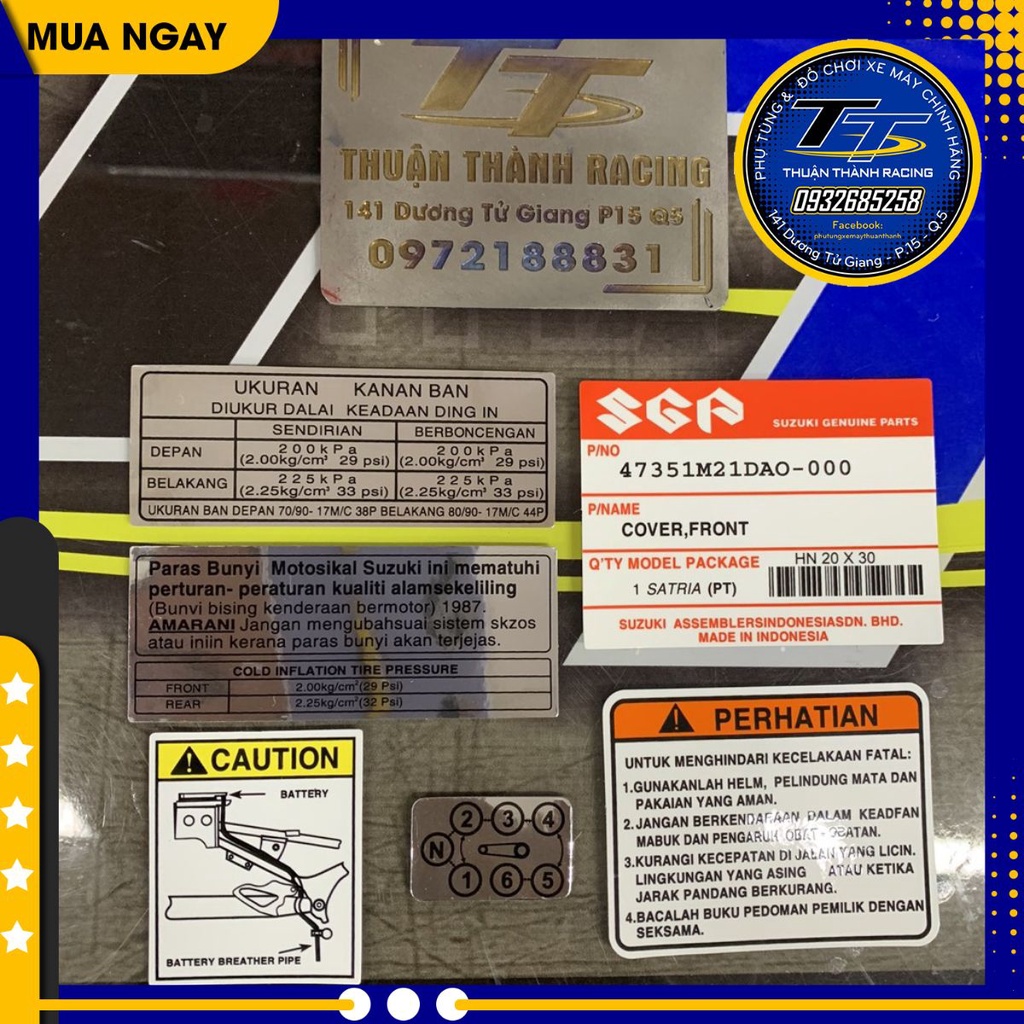 MUA NGAY
TT
THUẬN THÀNH RACING
141 Dương Tử Giang P15 Q5
0972188831
PHỤ TÙNG & ĐỒ CHƠI XE MÁY CHÍNH HÃNG
TT
THUẬN THÀNH RACING
0932685258
Facebook:
phutungxemaythuanthanh
141 Dương Tử Giang - P.15 - Q.5
UKURAN KANAN BAN
DIUKUR DALAI KEADAAN DING IN
SENDIRIAN BERBONCENGAN
DEPAN 200kPa (2.00kg/cm² 29 psi) 200kPa (2.00kg/cm² 29 psi)
BELAKANG 225kPa (2.25kg/cm² 33 psi) 225kPa (2.25kg/cm² 33 psi)
UKURAN BAN DEPAN 70/90- 17M/C 38P BELAKANG 80/90- 17M/C 44P
SGP
SUZUKI GENUINE PARTS
P/NO
47351M21DAO-000
P/NAME
COVER,FRONT
Q'TY MODEL PACKAGE HN 20 X 30
1 SATRIA (PT)
SUZUKI ASSEMBLERSINDONESIASDN. BHD.
MADE IN INDONESIA
Paras Bunyi Motosikal Suzuki ini mematuhi
perturan- peraturan kualiti alamsekeliling
(Bunvi bising kenderaan bermotor) 1987.
AMARANI Jangan mengubahsuai sistem skzos
atau iniin kerana paras bunyi akan terjejas.
COLD INFLATION TIRE PRESSURE
FRONT 2.00kg/cm²(29 Psi)
REAR 2.25kg/cm²(32 Psi)
CAUTION
BATTERY
BATTERY BREATHER PIPE
2 3 4
N
1 6 5
PERHATIAN
UNTUK MENGHINDARI KECELAKAAN FATAL:
1.GUNAKANLAH HELM, PELINDUNG MATA DAN
PAKAIAN YANG AMAN.
2.JANGAN BERKENDARAAN DALAM KEADFAN
MABUK DAN PENGARUH OBAT - OBATAN.
3.KURANGI KECEPATAN DI JALAN YANG LICIN.
LINGKUNGAN YANG ASING ATAU KETIKA
JARAK PANDANG BERKURANG.
4.BACALAH BUKU PEDOMAN PEMILIK DENGAN
SEKSAMA.